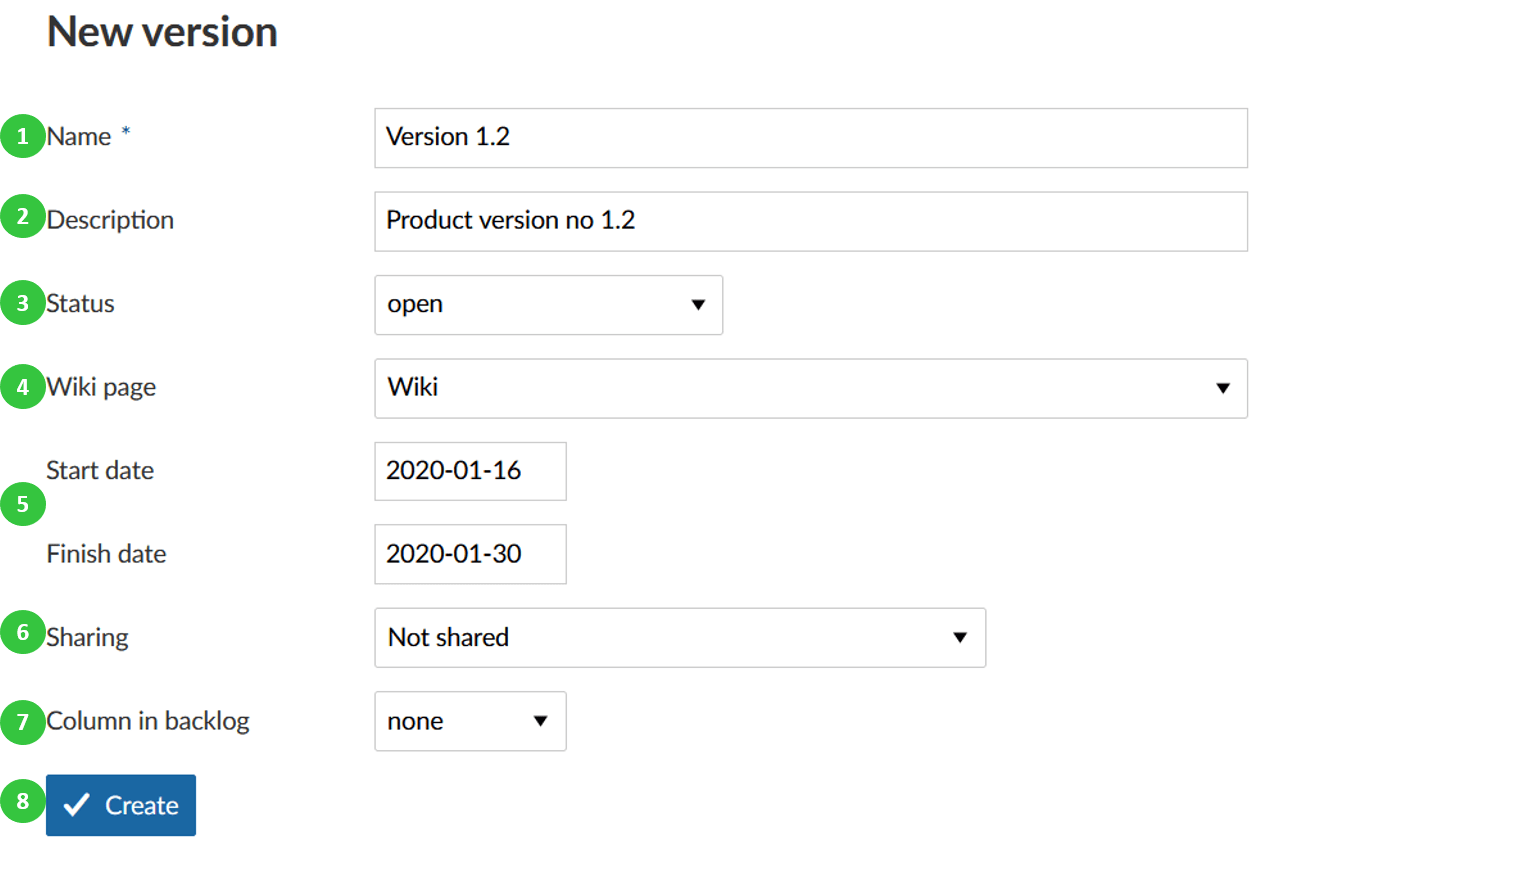 New version
1 Name * Version 1.2
2 Description Product version no 1.2
3 Status open
4 Wiki page Wiki
Start date 2020-01-16
5
Finish date 2020-01-30
6 Sharing Not shared
7 Column in backlog none
8 Create